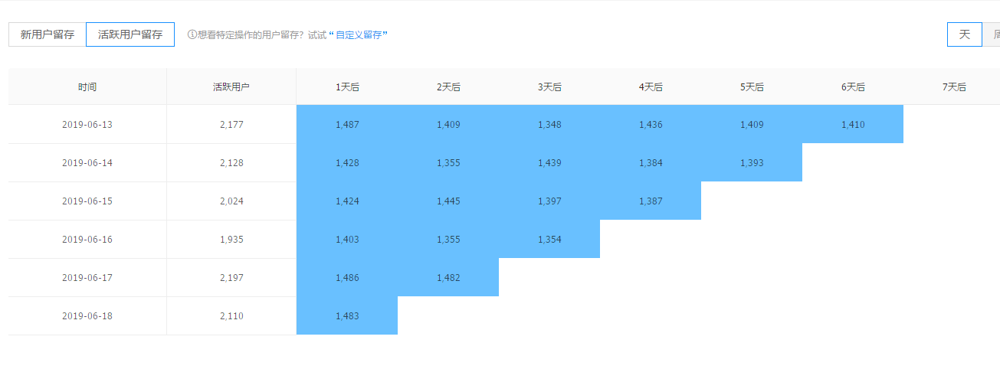 新用户留存 活跃用户留存 想看特定操作的用户留存？试试 “自定义留存” 天 周
时间 活跃用户 1天后 2天后 3天后 4天后 5天后 6天后 7天后
2019-06-13 2,177 1,487 1,409 1,348 1,436 1,409 1,410
2019-06-14 2,128 1,428 1,355 1,439 1,384 1,393
2019-06-15 2,024 1,424 1,445 1,397 1,387
2019-06-16 1,935 1,403 1,355 1,354
2019-06-17 2,197 1,486 1,482
2019-06-18 2,110 1,483